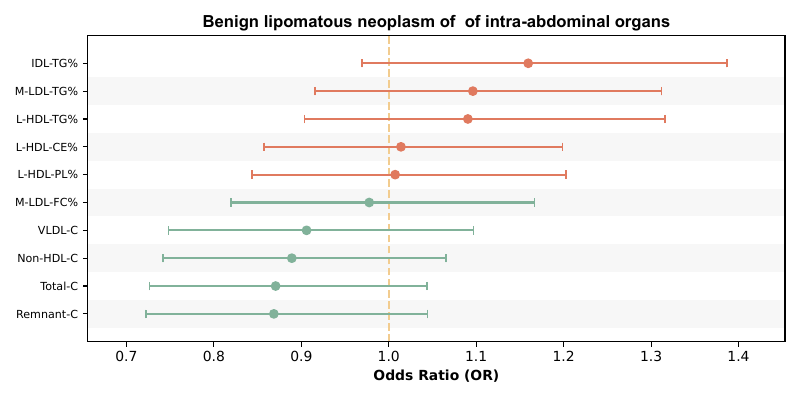 Benign lipomatous neoplasm of  of intra-abdominal organs
IDL-TG%
M-LDL-TG%
L-HDL-TG%
L-HDL-CE%
L-HDL-PL%
M-LDL-FC%
VLDL-C
Non-HDL-C
Total-C
Remnant-C
0.7 0.8 0.9 1.0 1.1 1.2 1.3 1.4
Odds Ratio (OR)